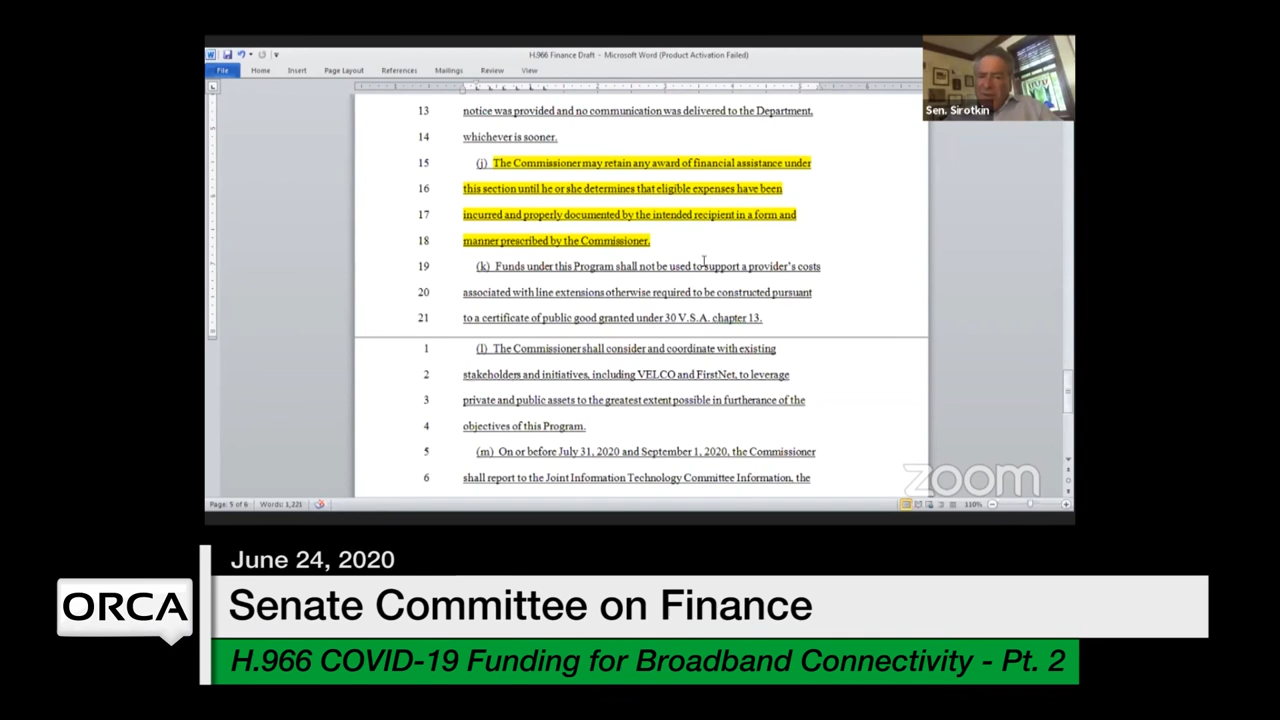 H.966 Finance Draft - Microsoft Word (Product Activation Failed)
File Home Insert Page Layout References Mailings Review View
Sen. Sirotkin
13 notice was provided and no communication was delivered to the Department,
14 whichever is sooner.
15 (j) The Commissioner may retain any award of financial assistance under
16 this section until he or she determines that eligible expenses have been
17 incurred and properly documented by the intended recipient in a form and
18 manner prescribed by the Commissioner.
19 (k) Funds under this Program shall not be used to support a provider's costs
20 associated with line extensions otherwise required to be constructed pursuant
21 to a certificate of public good granted under 30 V.S.A. chapter 13.
1 (l) The Commissioner shall consider and coordinate with existing
2 stakeholders and initiatives, including VELCO and FirstNet, to leverage
3 private and public assets to the greatest extent possible in furtherance of the
4 objectives of this Program.
5 (m) On or before July 31, 2020 and September 1, 2020, the Commissioner
6 shall report to the Joint Information Technology Committee Information, the
zoom
Page: 5 of 6 Words: 1,221 110%
June 24, 2020
ORCA
Senate Committee on Finance
H.966 COVID-19 Funding for Broadband Connectivity - Pt. 2